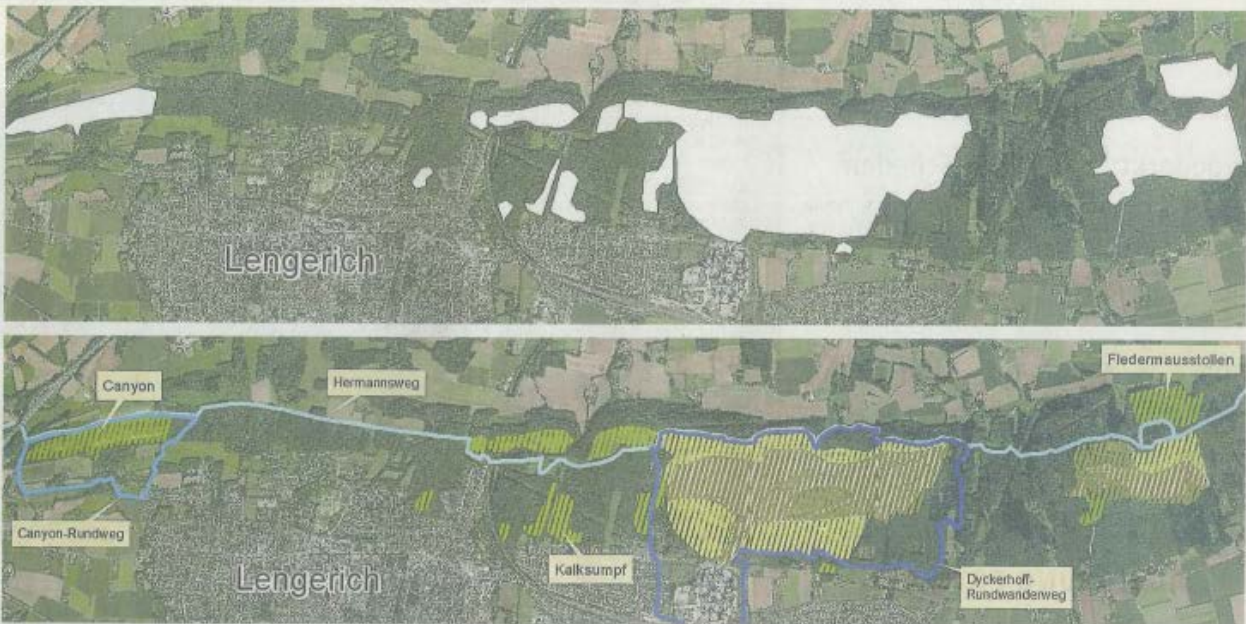 Lengerich
Canyon
Hermannsweg
Fledermausstollen
Canyon-Rundweg
Kalksumpf
Lengerich
Dyckerhoff-
Rundwanderweg